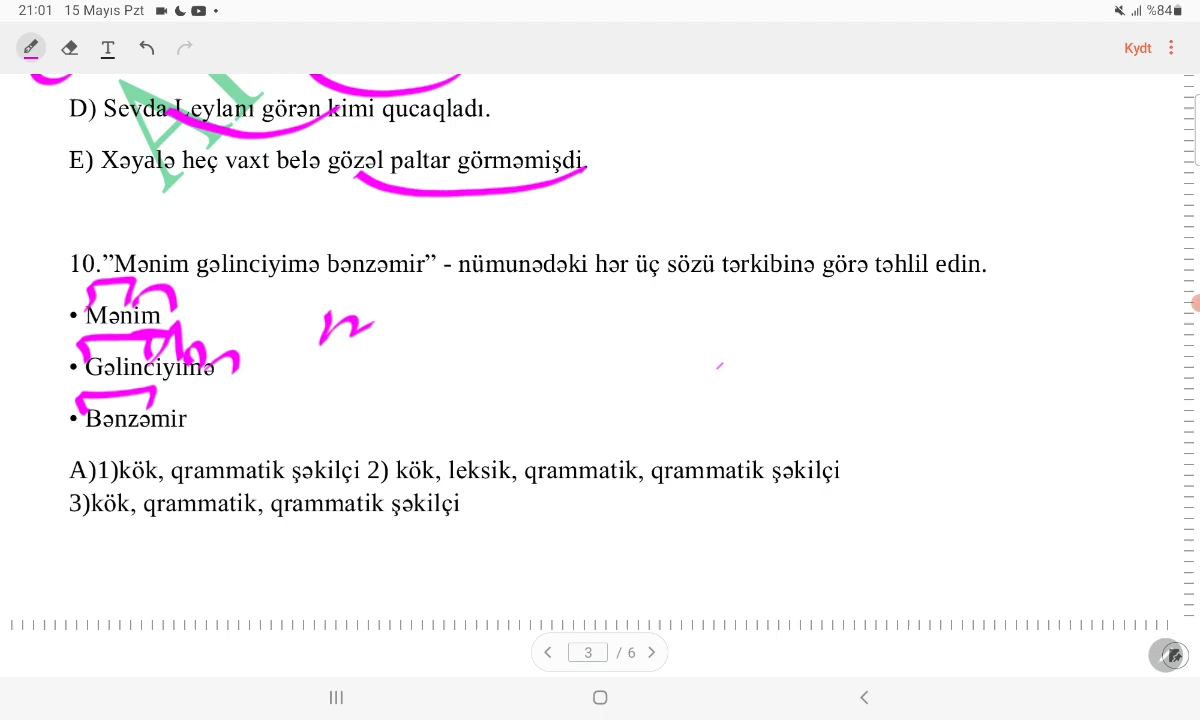 21:01 15 Mayıs Pzt • %84
T Kydt
D) Sevda Leylanı görən kimi qucaqladı.
E) Xəyalə heç vaxt belə gözəl paltar görməmişdi.
10.”Mənim gəlinciyimə bənzəmir” - nümunədəki hər üç sözü tərkibinə görə təhlil edin.
• Mənim
• Gəlinciyimə
• Bənzəmir
A)1)kök, qrammatik şəkilçi 2) kök, leksik, qrammatik, qrammatik şəkilçi
3)kök, qrammatik, qrammatik şəkilçi
3 / 6